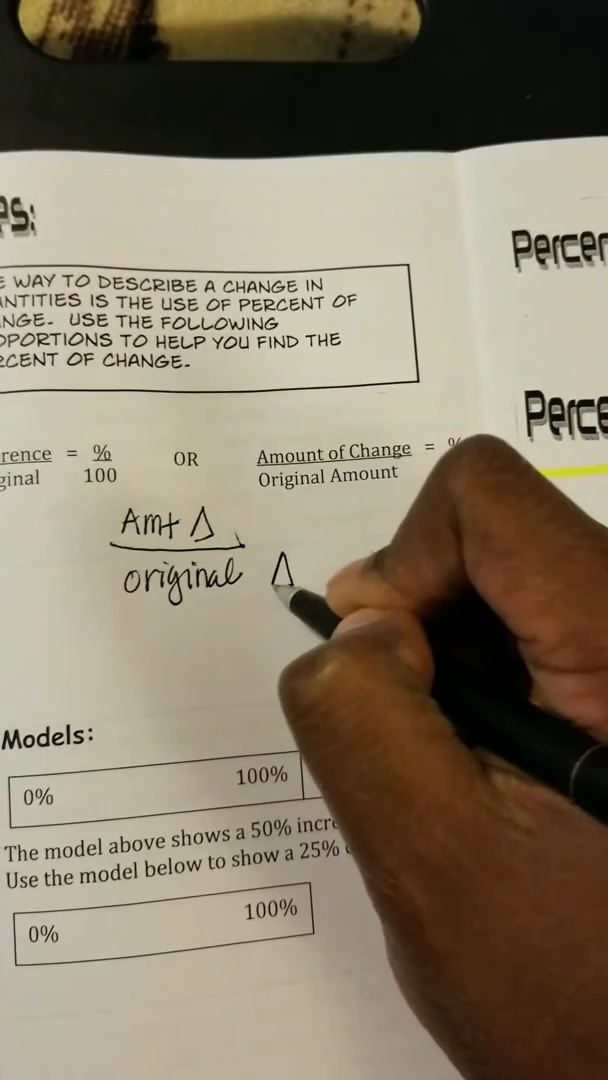 PS:
E WAY TO DESCRIBE A CHANGE IN
ANTITIES IS THE USE OF PERCENT OF
NGE. USE THE FOLLOWING
OPORTIONS TO HELP YOU FIND THE
RCENT OF CHANGE.
rence = %
ginal 100
OR
Amount of Change = %
Original Amount
Amt Δ
original Δ
Models:
0% 100%
The model above shows a 50% incre
Use the model below to show a 25%
0% 100%
Percen
Perce